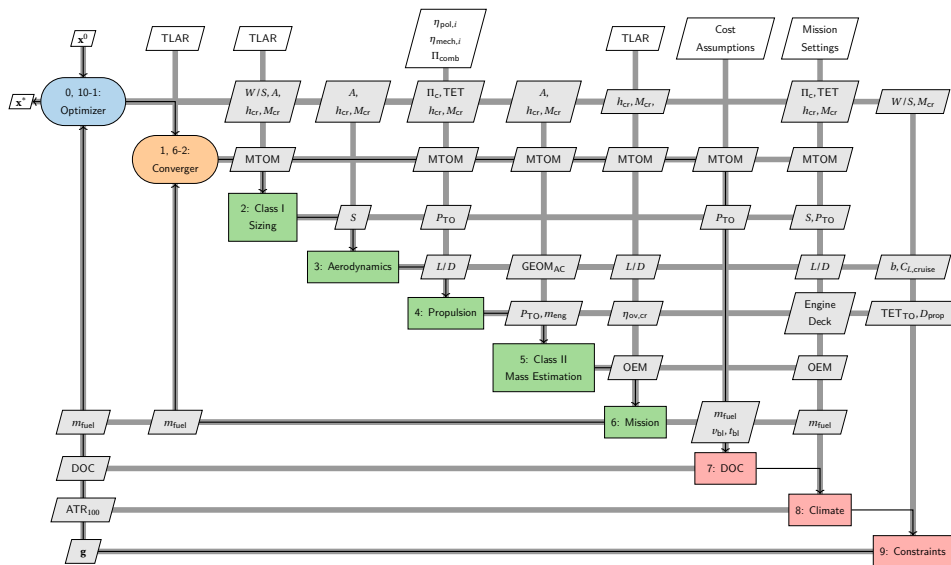 η_pol,i
η_mech,i
Π_comb
x⁰
TLAR
TLAR
TLAR
Cost
Assumptions
Mission
Settings
x*
0, 10-1:
Optimizer
W/S, A,
h_cr, M_cr
A,
h_cr, M_cr
Π_c, TET
h_cr, M_cr
A,
h_cr, M_cr
h_cr, M_cr,
Π_c, TET
h_cr, M_cr
W/S, M_cr
1, 6-2:
Converger
MTOM
MTOM
MTOM
MTOM
MTOM
MTOM
2: Class I
Sizing
S
P_TO
P_TO
S, P_TO
3: Aerodynamics
L/D
GEOM_AC
L/D
L/D
b, C_L,cruise
4: Propulsion
P_TO, m_eng
η_ov,cr
Engine
Deck
TET_TO, D_prop
5: Class II
Mass Estimation
OEM
OEM
m_fuel
m_fuel
6: Mission
m_fuel
v_bl, t_bl
m_fuel
DOC
7: DOC
ATR₁₀₀
8: Climate
g
9: Constraints